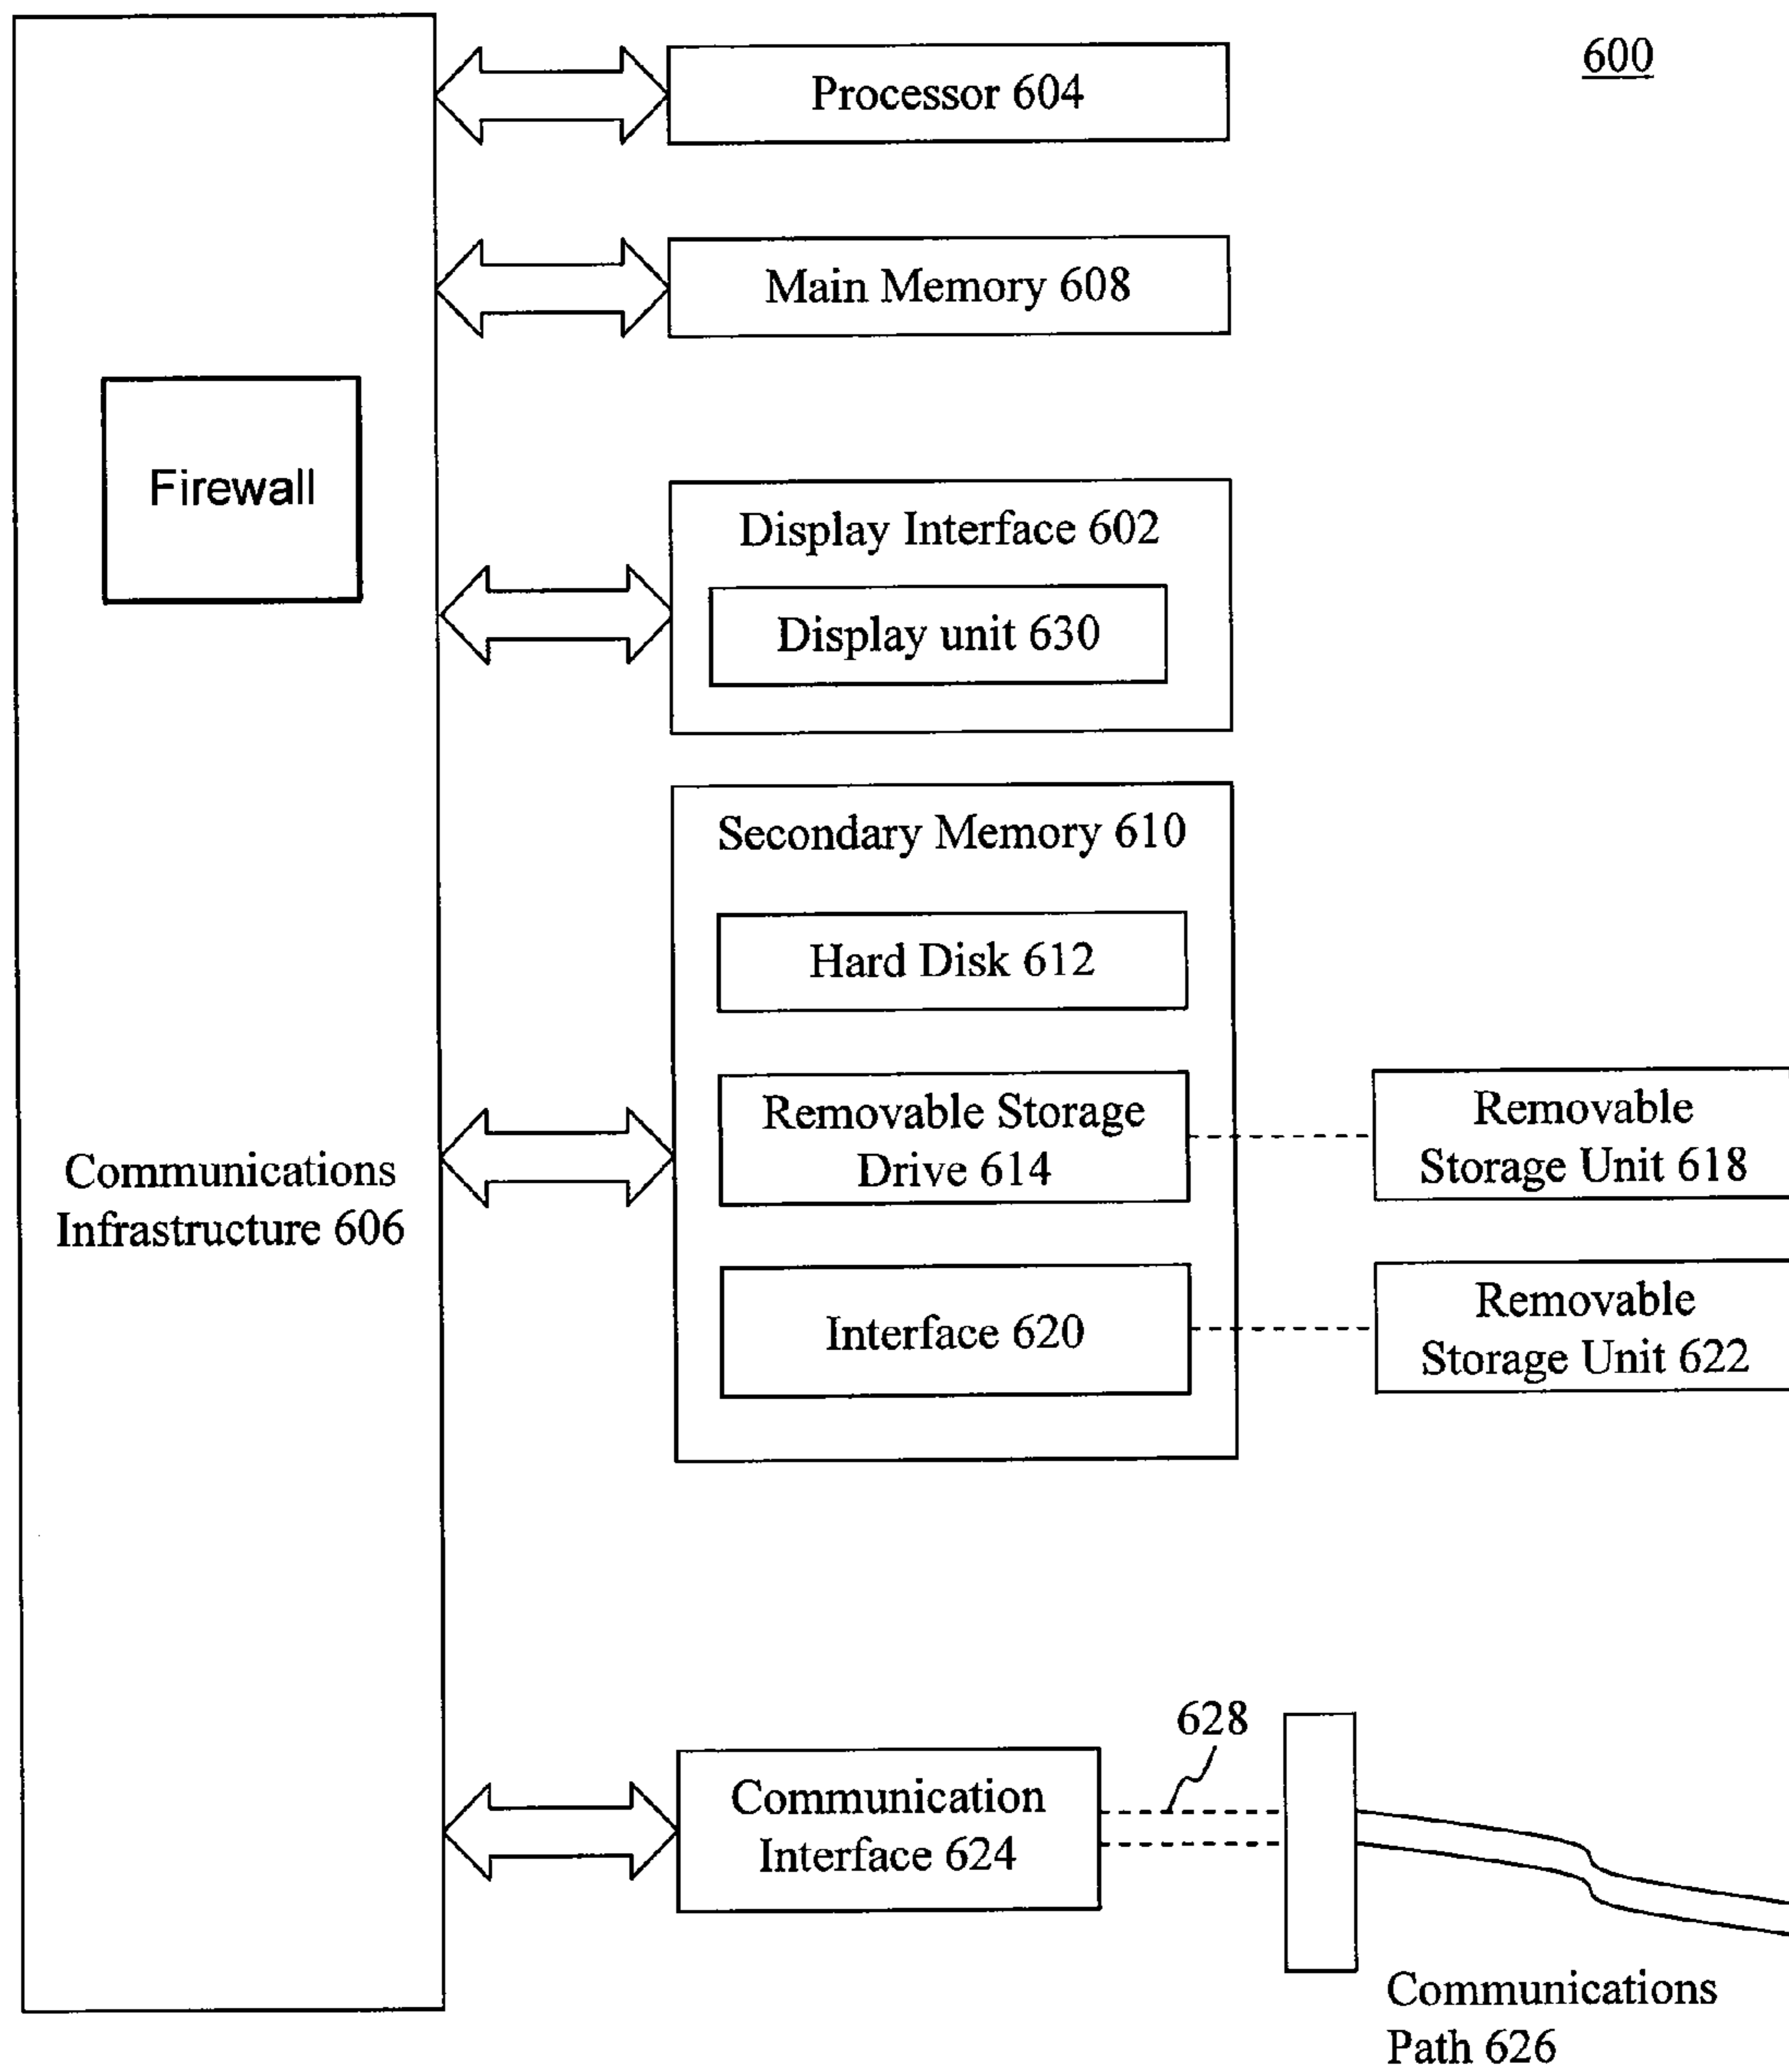 600
Processor 604
Main Memory 608
Firewall
Display Interface 602
Display unit 630
Secondary Memory 610
Hard Disk 612
Removable Storage
Drive 614
Removable
Storage Unit 618
Communications
Infrastructure 606
Interface 620
Removable
Storage Unit 622
628
Communication
Interface 624
Communications
Path 626